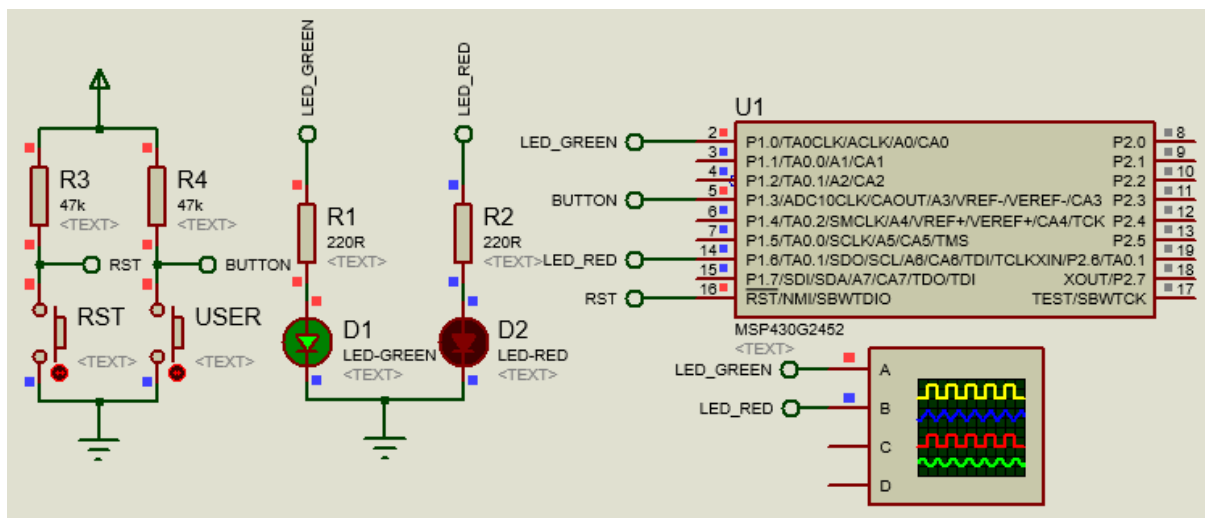 LED_GREEN
LED_RED
R3
47k
<TEXT>
R4
47k
<TEXT>
RST
BUTTON
RST
<TEXT>
USER
<TEXT>
R1
220R
<TEXT>
R2
220R
<TEXT>
D1
LED-GREEN
<TEXT>
D2
LED-RED
<TEXT>
U1
LED_GREEN
BUTTON
LED_RED
RST
2 P1.0/TA0CLK/ACLK/A0/CA0
3 P1.1/TA0.0/A1/CA1
4 P1.2/TA0.1/A2/CA2
5 P1.3/ADC10CLK/CAOUT/A3/VREF-/VEREF-/CA3
6 P1.4/TA0.2/SMCLK/A4/VREF+/VEREF+/CA4/TCK
7 P1.5/TA0.0/SCLK/A5/CA5/TMS
14 P1.6/TA0.1/SDO/SCL/A6/CA6/TDI/TCLK
15 P1.7/SDI/SDA/A7/CA7/TDO/TDI
16 RST/NMI/SBWTDIO
P2.0 8
P2.1 9
P2.2 10
P2.3 11
P2.4 12
P2.5 13
XIN/P2.6/TA0.1 19
XOUT/P2.7 18
TEST/SBWTCK 17
MSP430G2452
<TEXT>
LED_GREEN
LED_RED
A
B
C
D